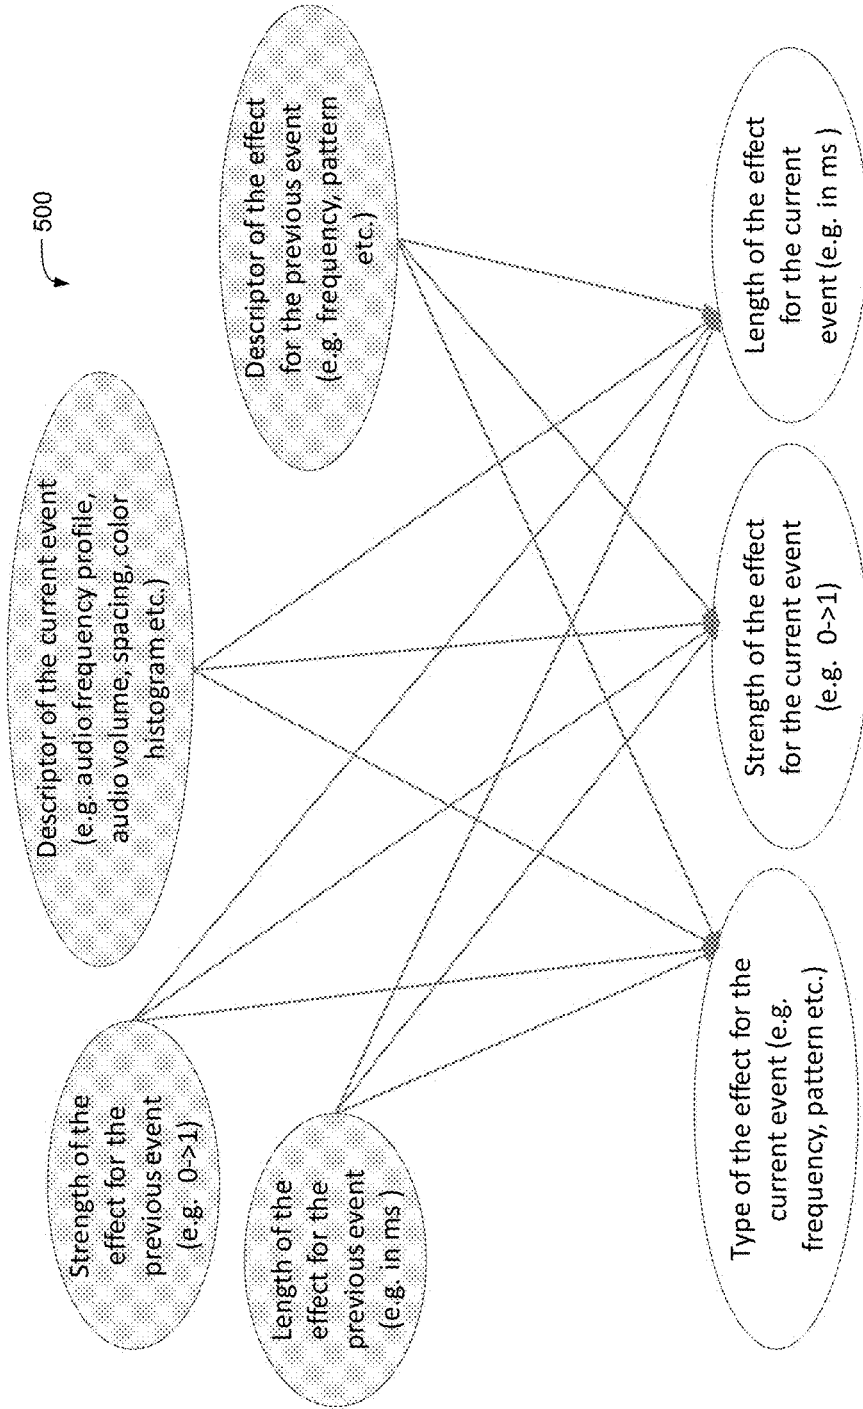 500
Strength of the
effect for the
previous event
(e.g. 0->1)
Descriptor of the current event
(e.g. audio frequency profile,
audio volume, spacing, color
histogram etc.)
Length of the
effect for the
previous event
(e.g. in ms )
Descriptor of the effect
for the previous event
(e.g. frequency, pattern
etc.)
Type of the effect for the
current event (e.g.
frequency, pattern etc.)
Strength of the effect
for the current event
(e.g. 0->1)
Length of the effect
for the current
event (e.g. in ms )